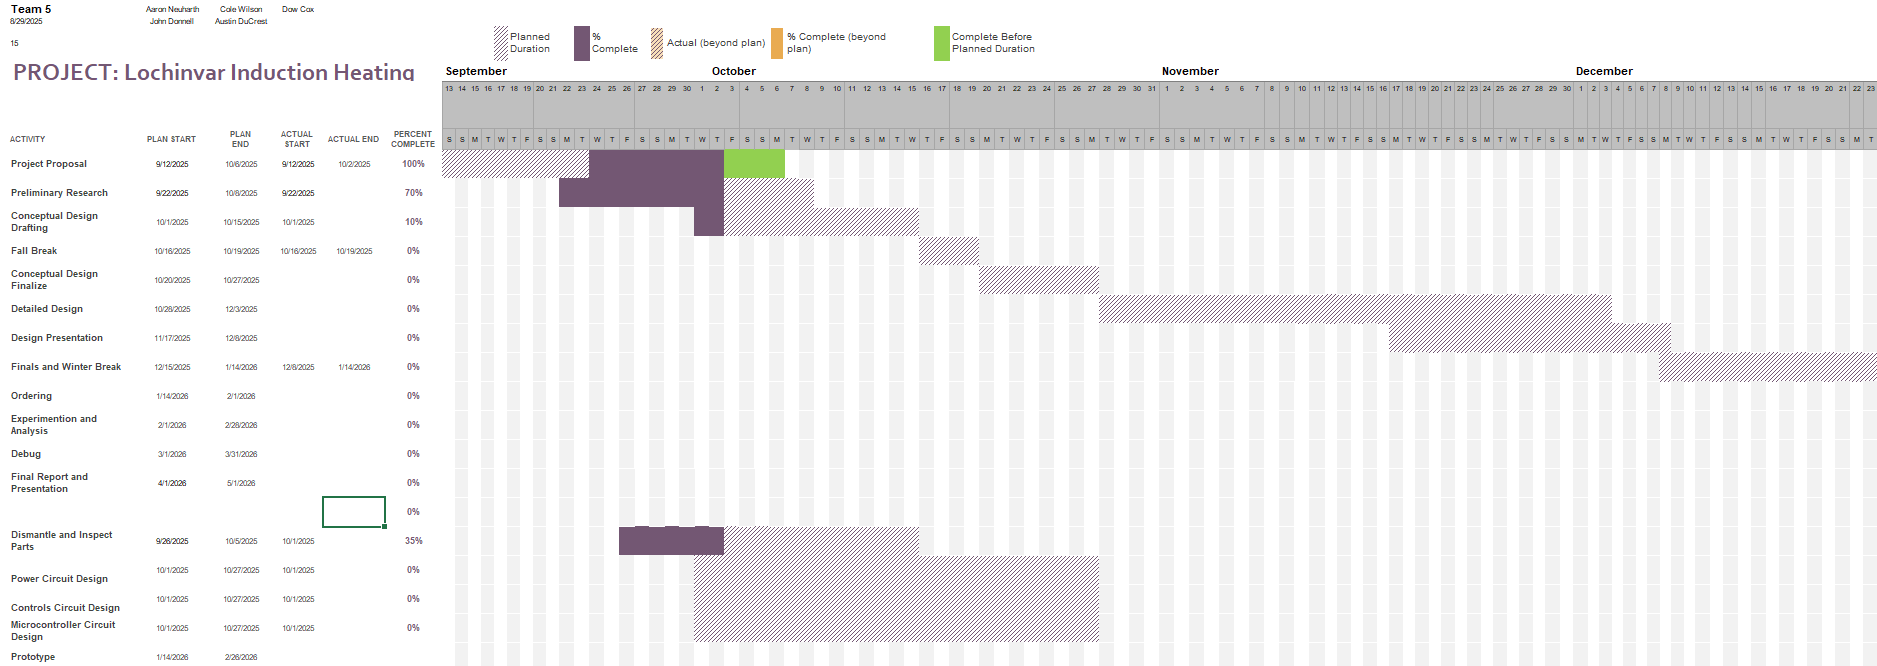 Team 5 Aaron Neuharth Cole Wilson Dow Cox
8/29/2025 John Donnell Austin DuCrest
15
Planned Duration
% Complete
Actual (beyond plan)
% Complete (beyond plan)
Complete Before Planned Duration
PROJECT: Lochinvar Induction Heating
September October November December
13 14 15 16 17 18 19 20 21 22 23 24 25 26 27 28 29 30 1 2 3 4 5 6 7 8 9 10 11 12 13 14 15 16 17 18 19 20 21 22 23 24 25 26 27 28 29 30 31 1 2 3 4 5 6 7 8 9 10 11 12 13 14 15 16 17 18 19 20 21 22 23 24 25 26 27 28 29 30 1 2 3 4 5 6 7 8 9 10 11 12 13 14 15 16 17 18 19 20 21 22 23
ACTIVITY PLAN START PLAN END ACTUAL START ACTUAL END PERCENT COMPLETE
S S M T W T F S S M T W T F S S M T W T F S S M T W T F S S M T W T F S S M T W T F S S M T W T F S S M T W T F S S M T W T F S S M T W T F S S M T W T F S S M T W T F S S M T W T F S S M T W T F S S M T
Project Proposal 9/12/2025 10/6/2025 9/12/2025 10/2/2025 100%
Preliminary Research 9/22/2025 10/8/2025 9/22/2025 70%
Conceptual Design Drafting 10/1/2025 10/15/2025 10/1/2025 10%
Fall Break 10/16/2025 10/19/2025 10/16/2025 10/19/2025 0%
Conceptual Design Finalize 10/20/2025 10/27/2025 0%
Detailed Design 10/28/2025 12/3/2025 0%
Design Presentation 11/17/2025 12/8/2025 0%
Finals and Winter Break 12/15/2025 1/14/2026 12/8/2025 1/14/2026 0%
Ordering 1/14/2026 2/1/2026 0%
Experimention and Analysis 2/1/2026 2/28/2026 0%
Debug 3/1/2026 3/31/2026 0%
Final Report and Presentation 4/1/2026 5/1/2026 0%
0%
Dismantle and Inspect Parts 9/26/2025 10/5/2025 10/1/2025 35%
Power Circuit Design 10/1/2025 10/27/2025 10/1/2025 0%
Controls Circuit Design 10/1/2025 10/27/2025 10/1/2025 0%
Microcontroller Circuit Design 10/1/2025 10/27/2025 10/1/2025 0%
Prototype 1/14/2026 2/26/2026